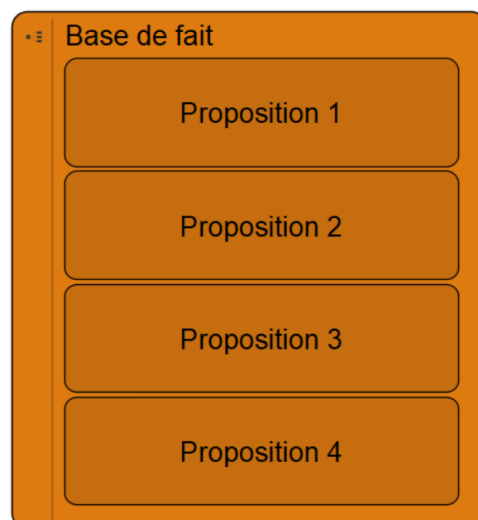 Base de fait
Proposition 1
Proposition 2
Proposition 3
Proposition 4